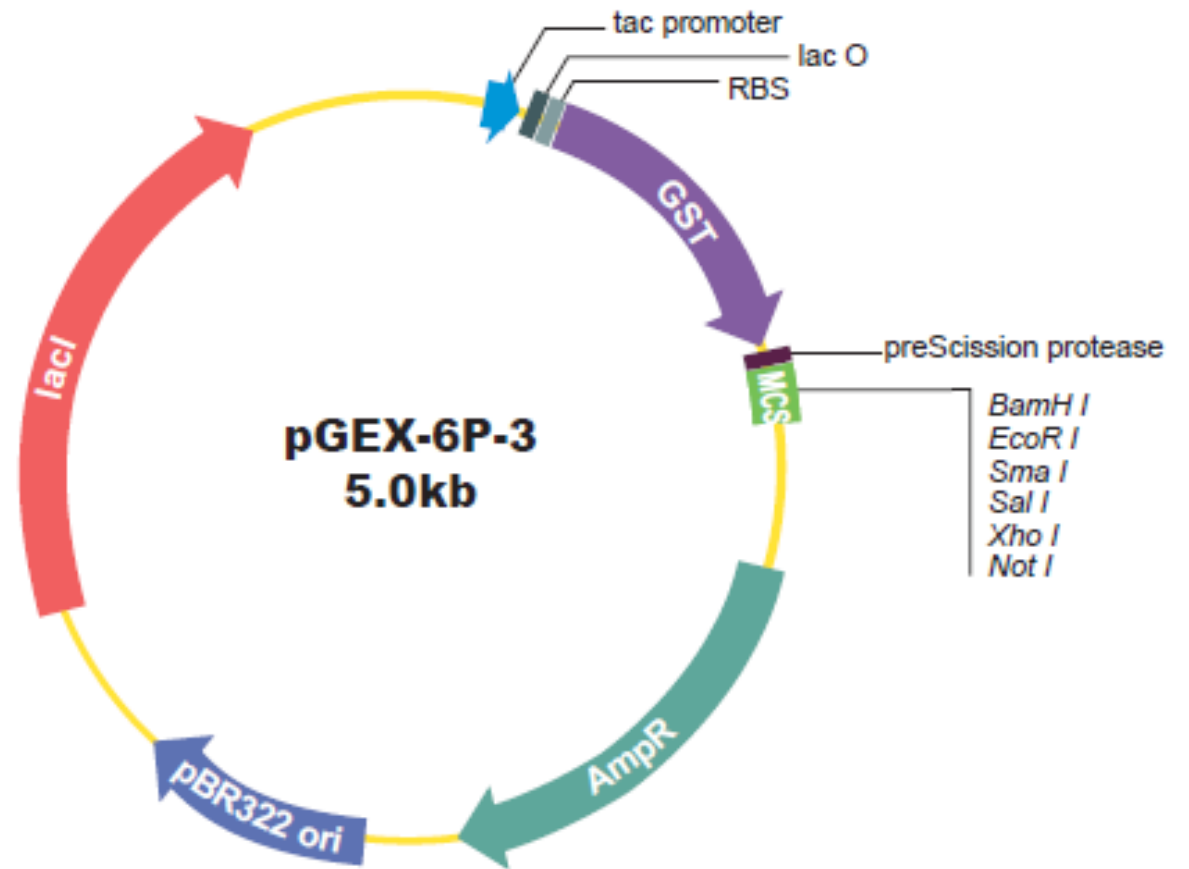 tac promoter
lac O
RBS
GST
preScission protease
MCS
BamH I
EcoR I
Sma I
Sal I
Xho I
Not I
lacI
pGEX-6P-3
5.0kb
AmpR
pBR322 ori